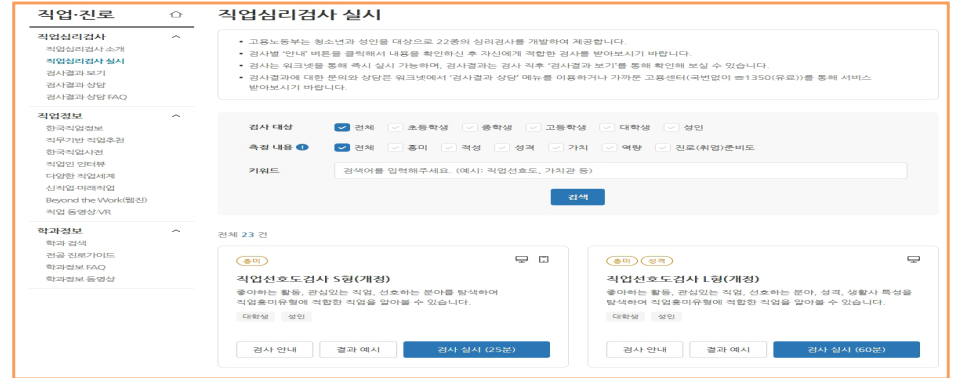 직업·진로
직업심리검사
직업심리검사 소개
직업심리검사 실시
검사결과 보기
검사결과 상담
검사결과 상담 FAQ
직업정보
한국직업정보
직무기반 직업추천
한국직업사전
직업인 인터뷰
다양한 직업세계
신직업·미래직업
Beyond the Work(웹진)
직업 동영상·VR
학과정보
학과 검색
전공 진로가이드
학과정보 FAQ
학과정보 동영상
직업심리검사 실시
• 고용노동부는 청소년과 성인을 대상으로 22종의 심리검사를 개발하여 제공합니다.
• 검사별 '안내' 버튼을 클릭해서 내용을 확인하신 후 자신에게 적합한 검사를 받아보시기 바랍니다.
• 검사는 워크넷을 통해 즉시 실시 가능하며, 검사결과는 검사 직후 '검사결과 보기'를 통해 확인해 보실 수 있습니다.
• 검사결과에 대한 문의와 상담은 워크넷에서 '검사결과 상담' 메뉴를 이용하거나 가까운 고용센터(국번없이 ☎1350(유료))를 통해 서비스
받아보시기 바랍니다.
검사 대상 전체 초등학생 중학생 고등학생 대학생 성인
측정 내용 전체 흥미 적성 성격 가치 역량 진로(취업)준비도
키워드 검색어를 입력해주세요. (예시: 직업선호도, 가치관 등)
검색
전체 23 건
흥미
직업선호도검사 S형(개정)
좋아하는 활동, 관심있는 직업, 선호하는 분야를 탐색하여
직업흥미유형에 적합한 직업을 알아볼 수 있습니다.
대학생 성인
검사 안내 결과 예시 검사 실시 (25분)
흥미 성격
직업선호도검사 L형(개정)
좋아하는 활동, 관심있는 직업, 선호하는 분야, 성격, 생활사 특성을
탐색하여 직업흥미유형에 적합한 직업을 알아볼 수 있습니다.
대학생 성인
검사 안내 결과 예시 검사 실시 (60분)